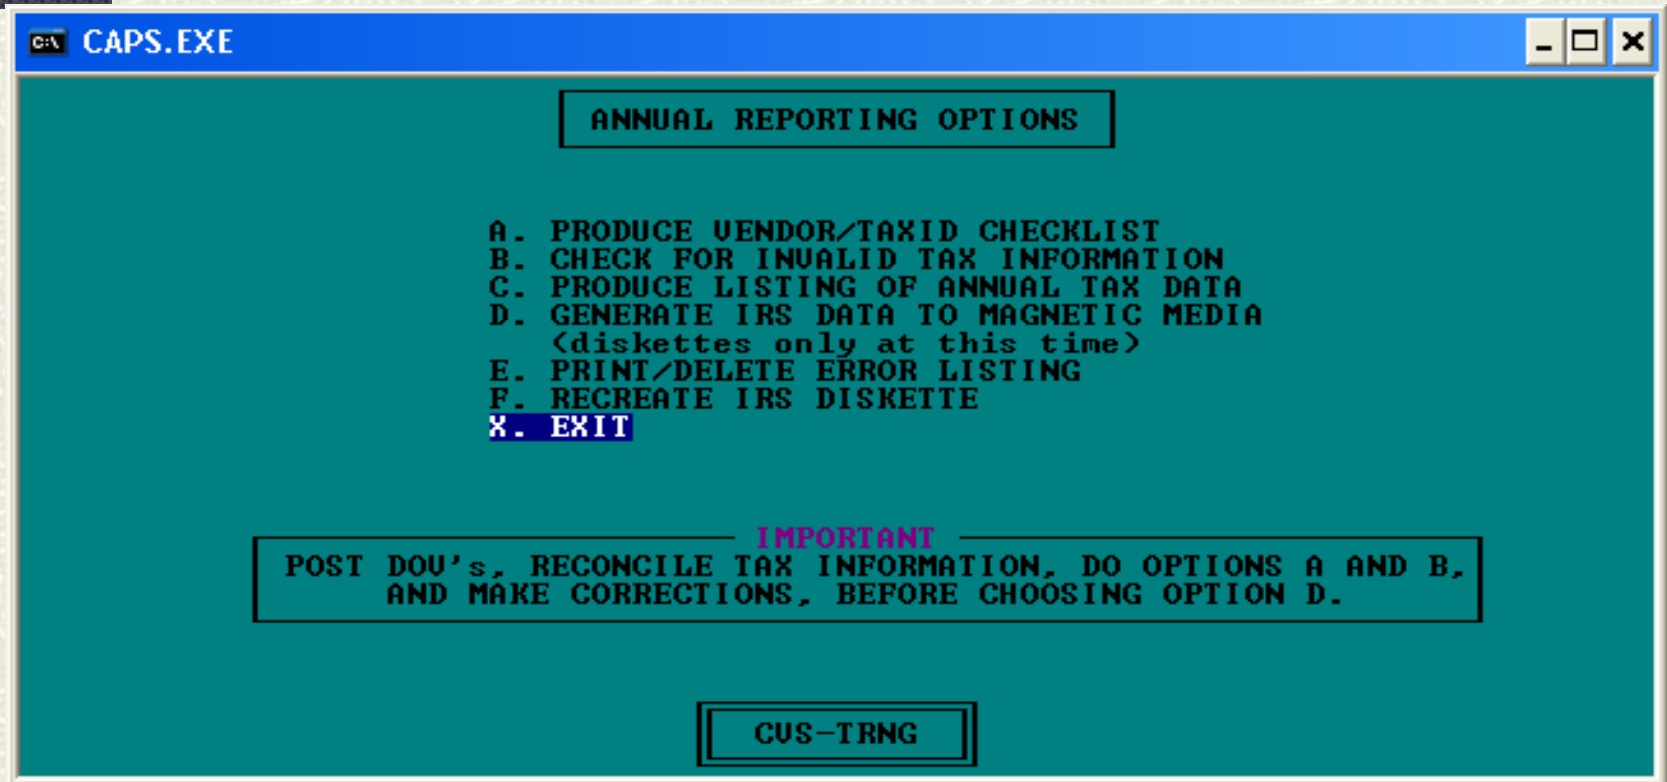 C:\ CAPS.EXE
ANNUAL REPORTING OPTIONS
A. PRODUCE VENDOR/TAXID CHECKLIST
B. CHECK FOR INVALID TAX INFORMATION
C. PRODUCE LISTING OF ANNUAL TAX DATA
D. GENERATE IRS DATA TO MAGNETIC MEDIA
(diskettes only at this time)
E. PRINT/DELETE ERROR LISTING
F. RECREATE IRS DISKETTE
X. EXIT
IMPORTANT
POST DOV's, RECONCILE TAX INFORMATION, DO OPTIONS A AND B,
AND MAKE CORRECTIONS, BEFORE CHOOSING OPTION D.
CVS-TRNG